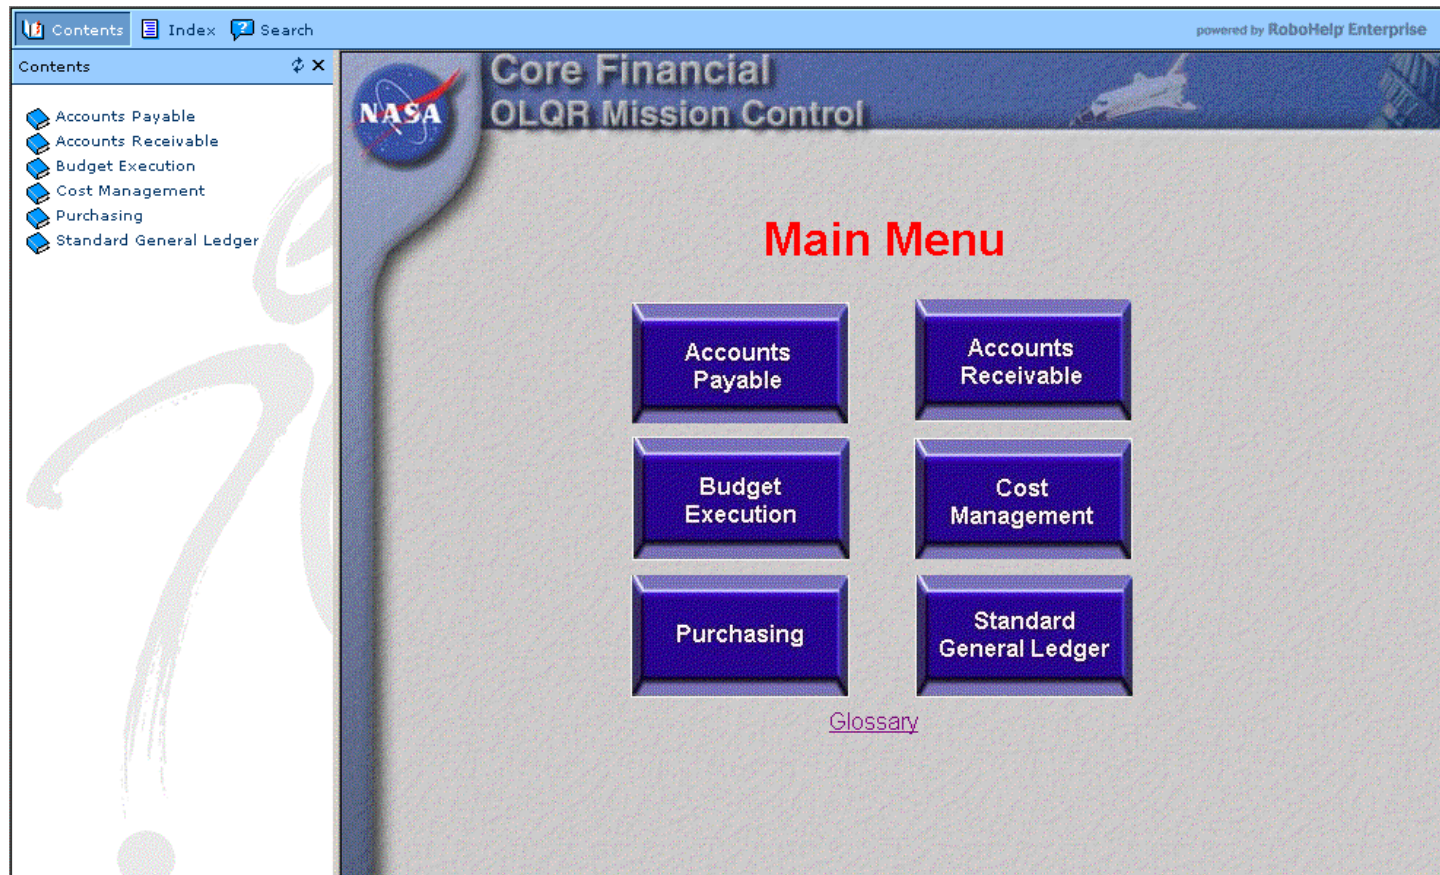 Contents Index Search
powered by RoboHelp Enterprise
Contents
Accounts Payable
Accounts Receivable
Budget Execution
Cost Management
Purchasing
Standard General Ledger
NASA
Core Financial
OLQR Mission Control
Main Menu
Accounts
Payable
Accounts
Receivable
Budget
Execution
Cost
Management
Purchasing
Standard
General Ledger
Glossary